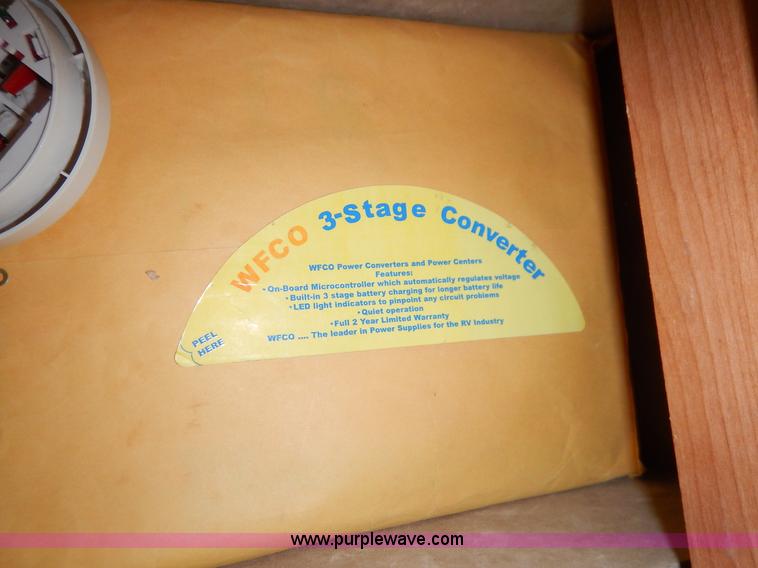 WFCO 3-Stage Converter
WFCO Power Converters and Power Centers
Features:
•On-Board Microcontroller which automatically regulates voltage
•Built-in 3 stage battery charging for longer battery life
•LED light indicators to pinpoint any circuit problems
•Quiet operation
•Full 2 Year Limited Warranty
WFCO .... The leader in Power Supplies for the RV Industry
PEEL
HERE
www.purplewave.com